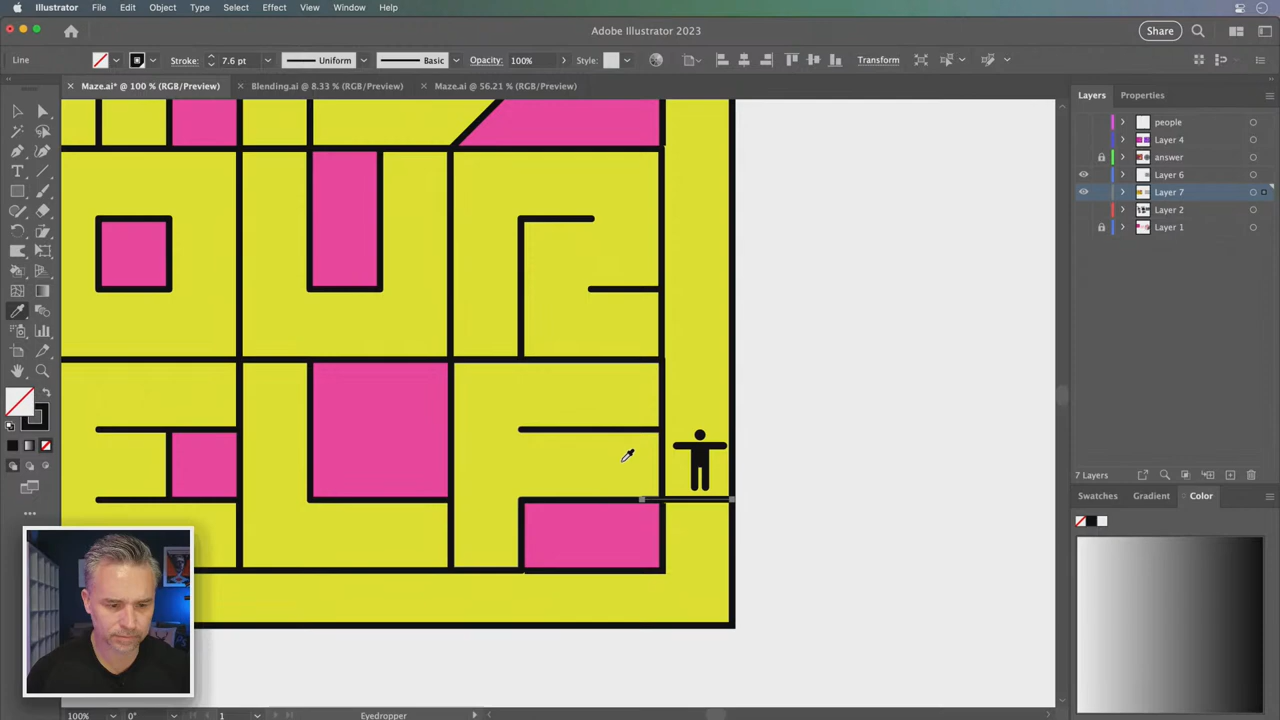 Illustrator File Edit Object Type Select Effect View Window Help
Adobe Illustrator 2023
Share
Line
Stroke: 7.6 pt
Uniform
Basic
Opacity: 100%
Style:
Transform
Maze.ai* @ 100 % (RGB/Preview)
Blending.ai @ 8.33 % (RGB/Preview)
Maze.ai @ 56.21 % (RGB/Preview)
Layers Properties
people
Layer 4
answer
Layer 6
Layer 7
Layer 2
Layer 1
7 Layers
Swatches Gradient Color
100% 0° 1 Eyedropper